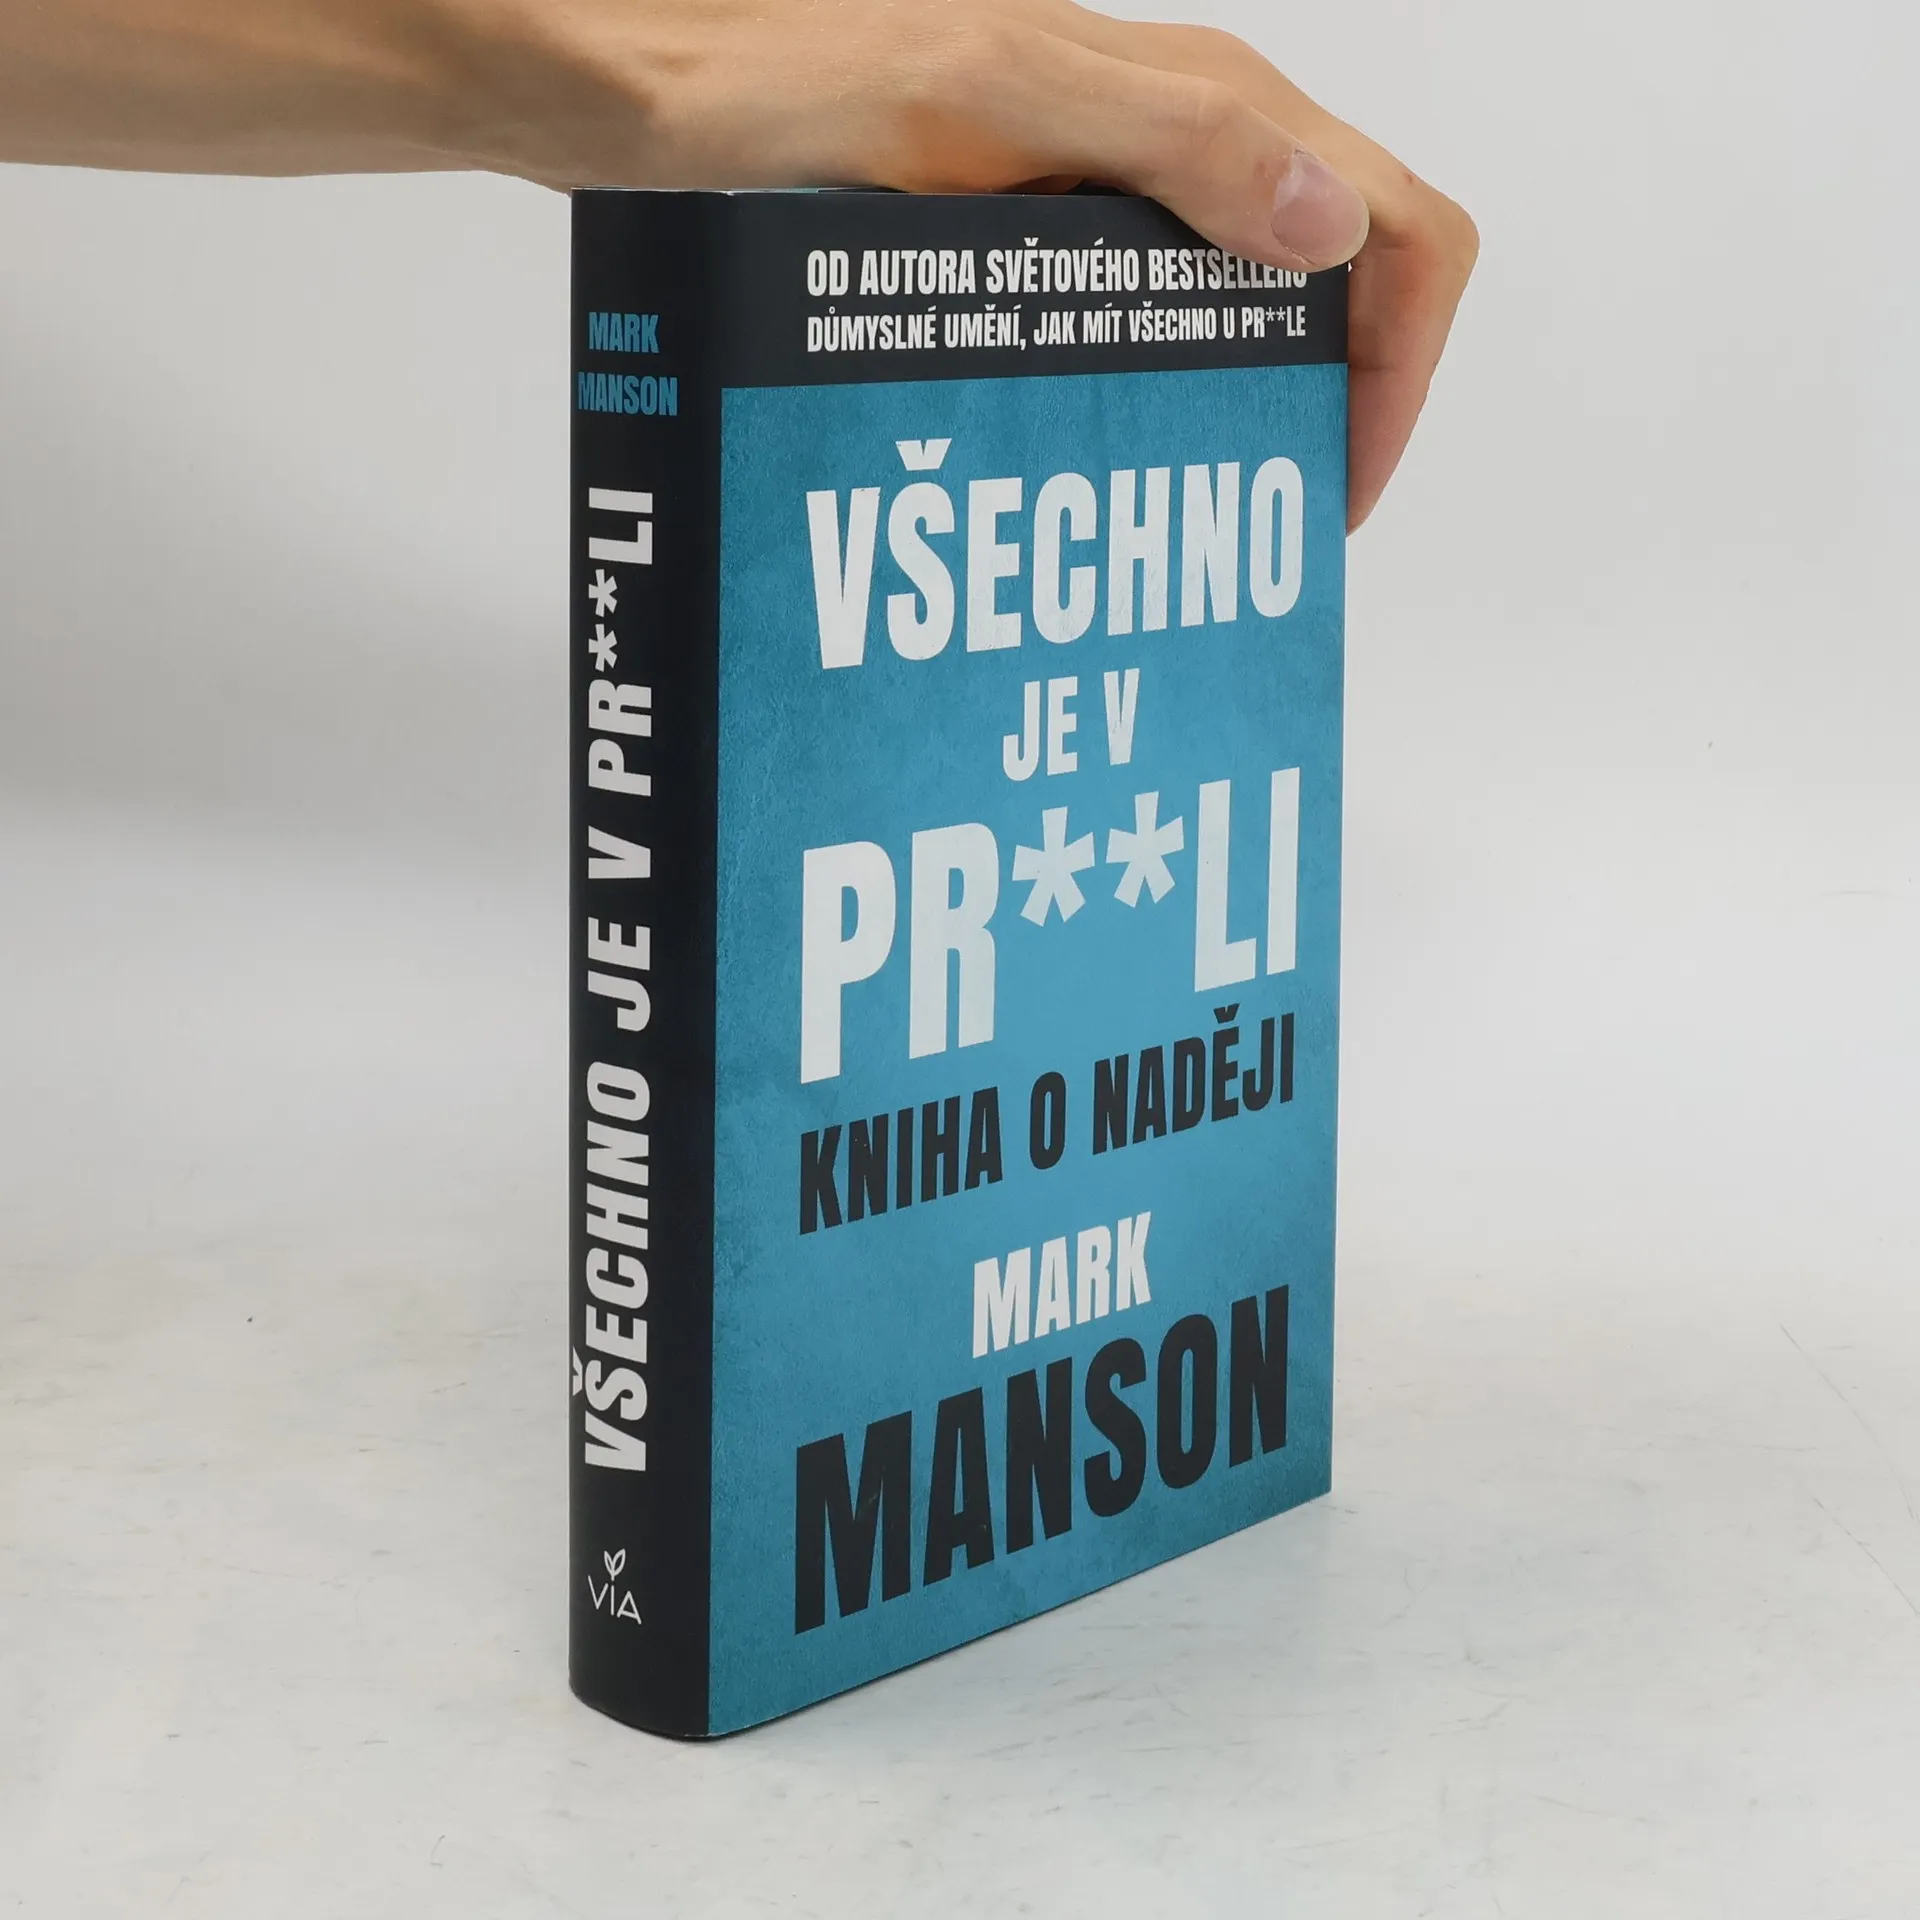 MARK
MANSON
VŠECHNO JE V PR**LI
VIA
OD AUTORA SVĚTOVÉHO BESTSELLERU
DŮMYSLNÉ UMĚNÍ, JAK MÍT VŠECHNO U PR**LE
VŠECHNO
JE V
PR**LI
KNIHA O NADĚJI
MARK
MANSON